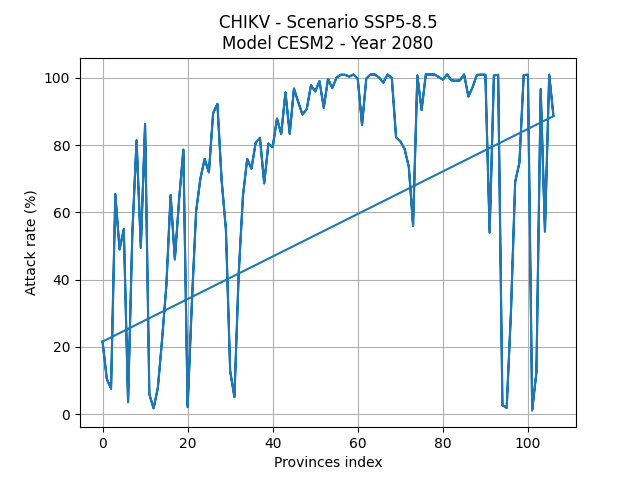 CHIKV - Scenario SSP5-8.5
Model CESM2 - Year 2080
Attack rate (%)
100
80
60
40
20
0
0 20 40 60 80 100
Provinces index